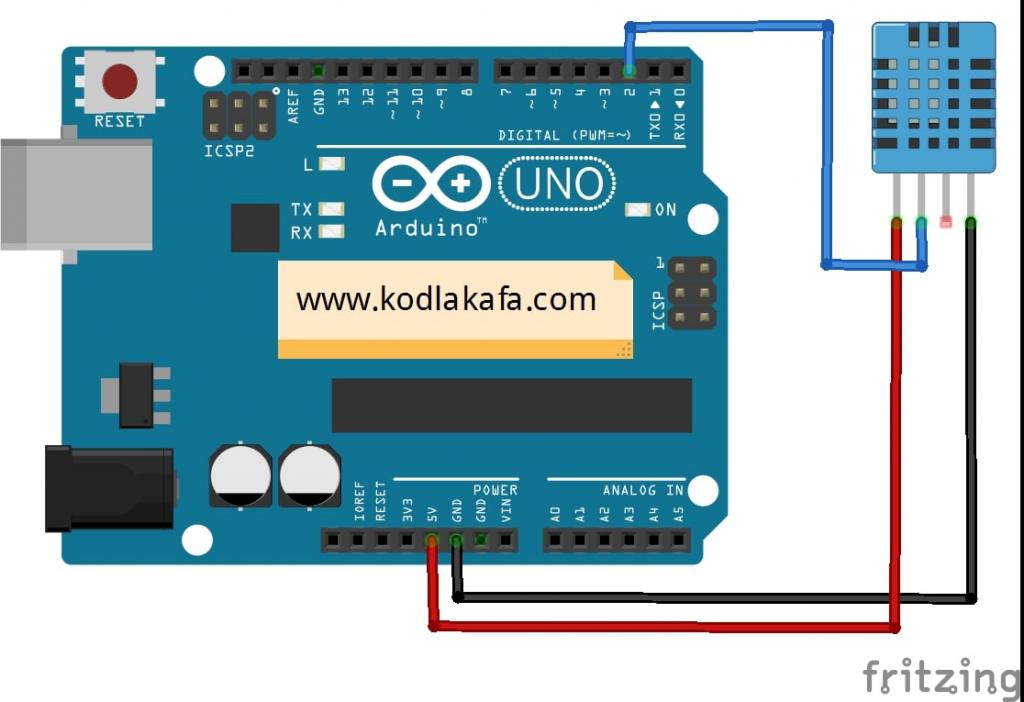 RESET
ICSP2
AREF
GND
13
12
~11
~10
~9
8
7
~6
~5
4
~3
2
TX0▶1
RX0◀0
DIGITAL (PWM=~)
L
TX
RX
UNO
Arduino™
ON
1
ICSP
www.kodlakafa.com
POWER
ANALOG IN
IOREF
RESET
3V3
5V
GND
GND
VIN
A0
A1
A2
A3
A4
A5
fritzing